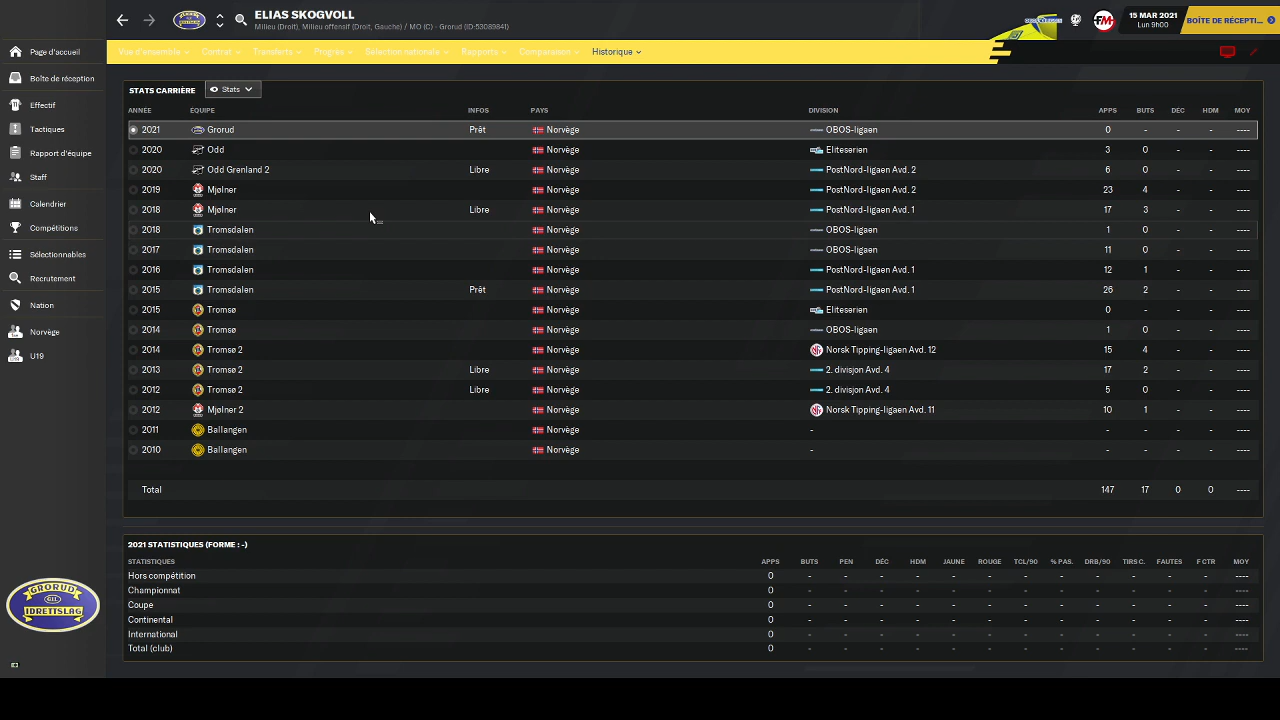 ELIAS SKOGVOLL
Milieu (Droit), Milieu offensif (Droit, Gauche) / MO (C) - Grorud (ID:53089841)
15 MAR 2021
Lun 9h00
BOÎTE DE RÉCEPTI...
Page d'accueil
Boîte de réception
Effectif
Tactiques
Rapport d'équipe
Staff
Calendrier
Compétitions
Sélectionnables
Recrutement
Nation
Norvège
U19
Vue d'ensemble Contrat Transferts Progrès Sélection nationale Rapports Comparaison Historique
STATS CARRIÈRE Stats
ANNÉE ÉQUIPE INFOS PAYS DIVISION APPS BUTS DÉC HDM MOY
2021 Grorud Prêt Norvège OBOS-ligaen 0 - - - ----
2020 Odd Norvège Eliteserien 3 0 - - ----
2020 Odd Grenland 2 Libre Norvège PostNord-ligaen Avd. 2 6 0 - - ----
2019 Mjølner Norvège PostNord-ligaen Avd. 2 23 4 - - ----
2018 Mjølner Libre Norvège PostNord-ligaen Avd. 1 17 3 - - ----
2018 Tromsdalen Norvège OBOS-ligaen 1 0 - - ----
2017 Tromsdalen Norvège OBOS-ligaen 11 0 - - ----
2016 Tromsdalen Norvège PostNord-ligaen Avd. 1 12 1 - - ----
2015 Tromsdalen Prêt Norvège PostNord-ligaen Avd. 1 26 2 - - ----
2015 Tromsø Norvège Eliteserien 0 - - - ----
2014 Tromsø Norvège OBOS-ligaen 1 0 - - ----
2014 Tromsø 2 Norvège Norsk Tipping-ligaen Avd. 12 15 4 - - ----
2013 Tromsø 2 Libre Norvège 2. divisjon Avd. 4 17 2 - - ----
2012 Tromsø 2 Libre Norvège 2. divisjon Avd. 4 5 0 - - ----
2012 Mjølner 2 Norvège Norsk Tipping-ligaen Avd. 11 10 1 - - ----
2011 Ballangen Norvège - - - - - ----
2010 Ballangen Norvège - - - - - ----
Total 147 17 0 0 ----
2021 STATISTIQUES (FORME : -)
STATISTIQUES APPS BUTS PEN DÉC HDM JAUNE ROUGE TCL/90 % PAS. DRB/90 TIRS C. FAUTES F CTR MOY
Hors compétition 0 - - - - - - - - - - - - ----
Championnat 0 - - - - - - - - - - - - ----
Coupe 0 - - - - - - - - - - - - ----
Continental 0 - - - - - - - - - - - - ----
International 0 - - - - - - - - - - - - ----
Total (club) 0 - - - - - - - - - - - - ----
GRORUD
GIL
IDRETTSLAG
FM